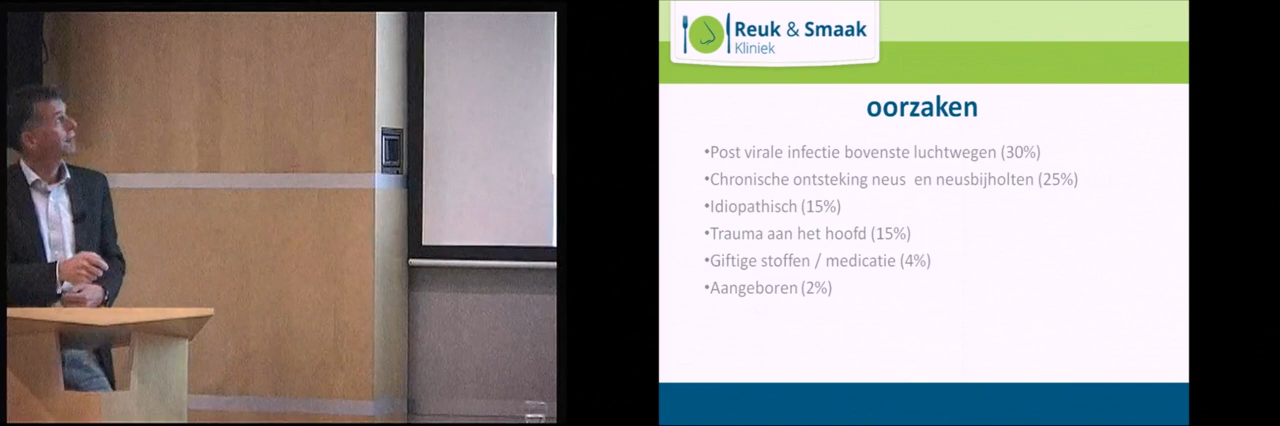 Reuk & Smaak
Kliniek
oorzaken
•Post virale infectie bovenste luchtwegen (30%)
•Chronische ontsteking neus en neusbijholten (25%)
•Idiopathisch (15%)
•Trauma aan het hoofd (15%)
•Giftige stoffen / medicatie (4%)
•Aangeboren (2%)